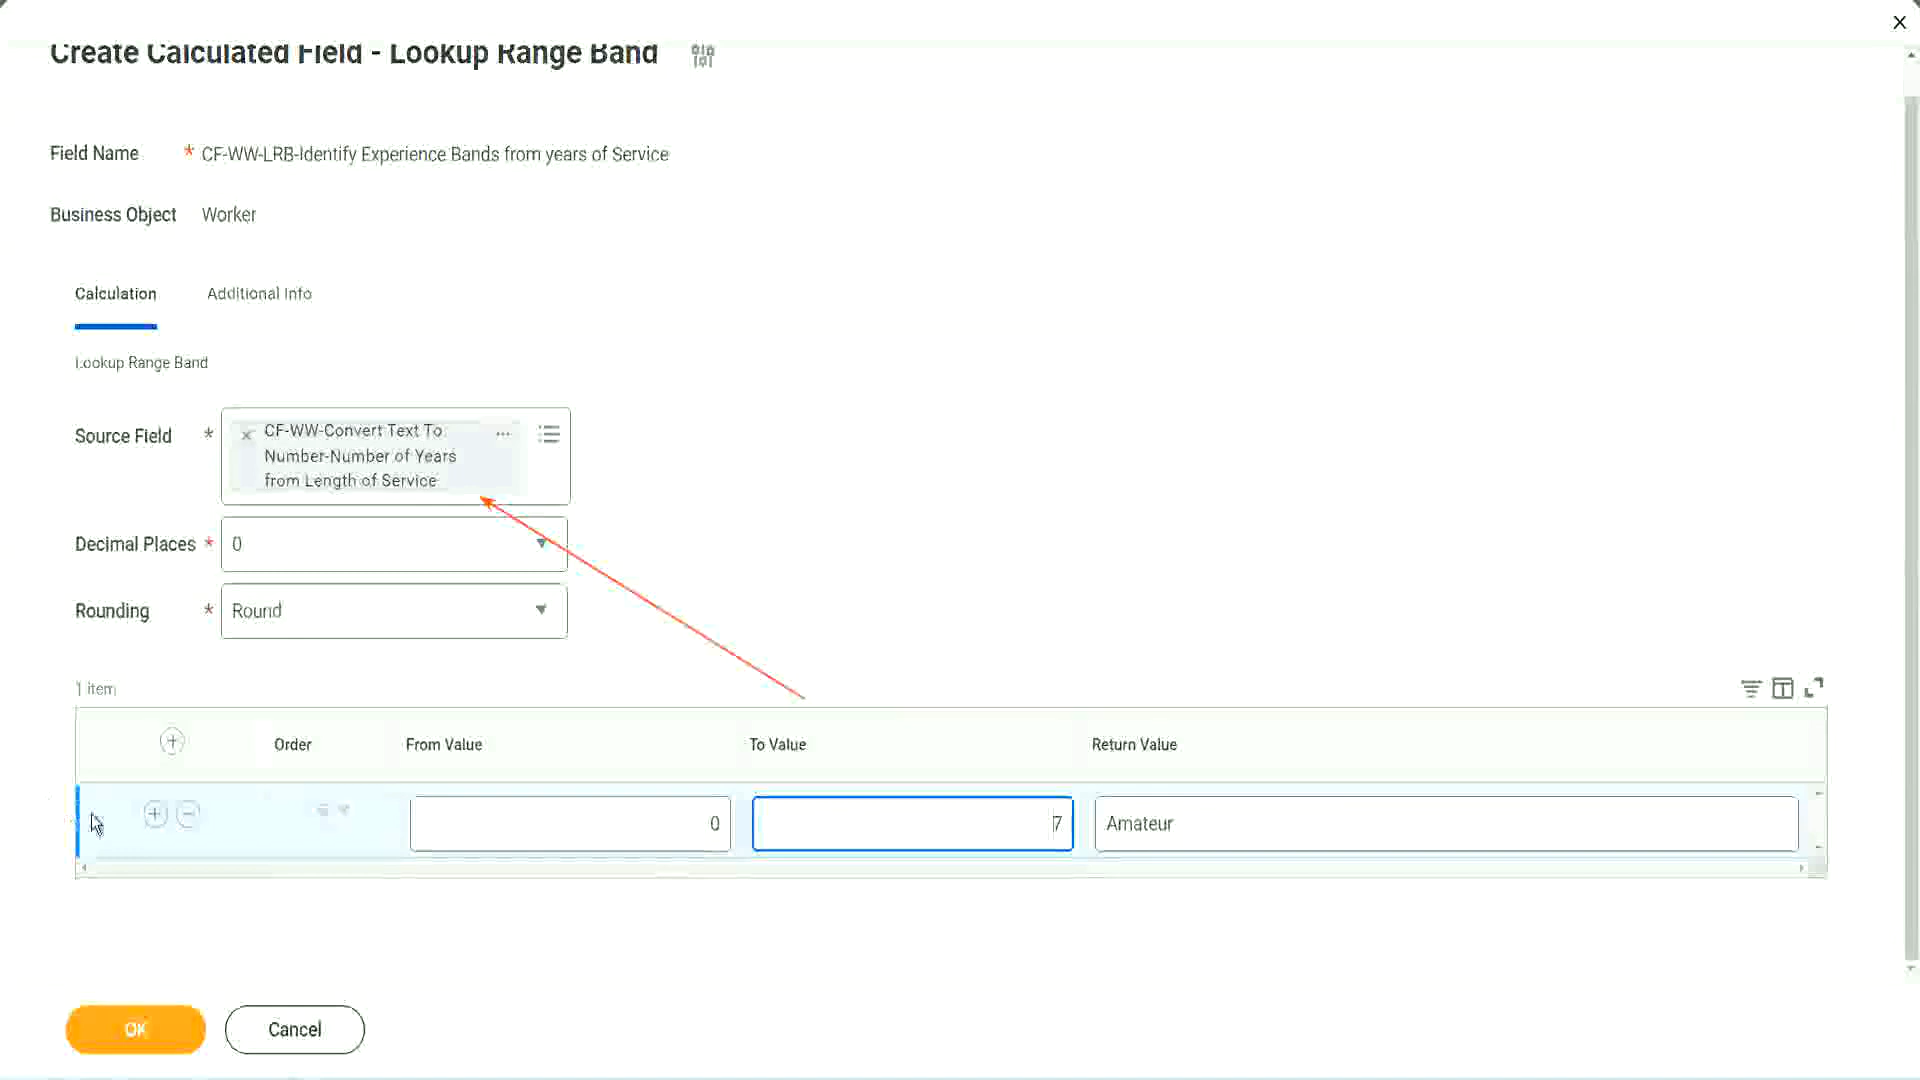 Create Calculated Field - Lookup Range Band
Field Name * CF-WW-LRB-Identify Experience Bands from years of Service
Business Object Worker
Calculation Additional Info
Lookup Range Band
Source Field * × CF-WW-Convert Text To
Number-Number of Years
from Length of Service
Decimal Places * 0
Rounding * Round
1 item
Order From Value To Value Return Value
0 7 Amateur
OK Cancel